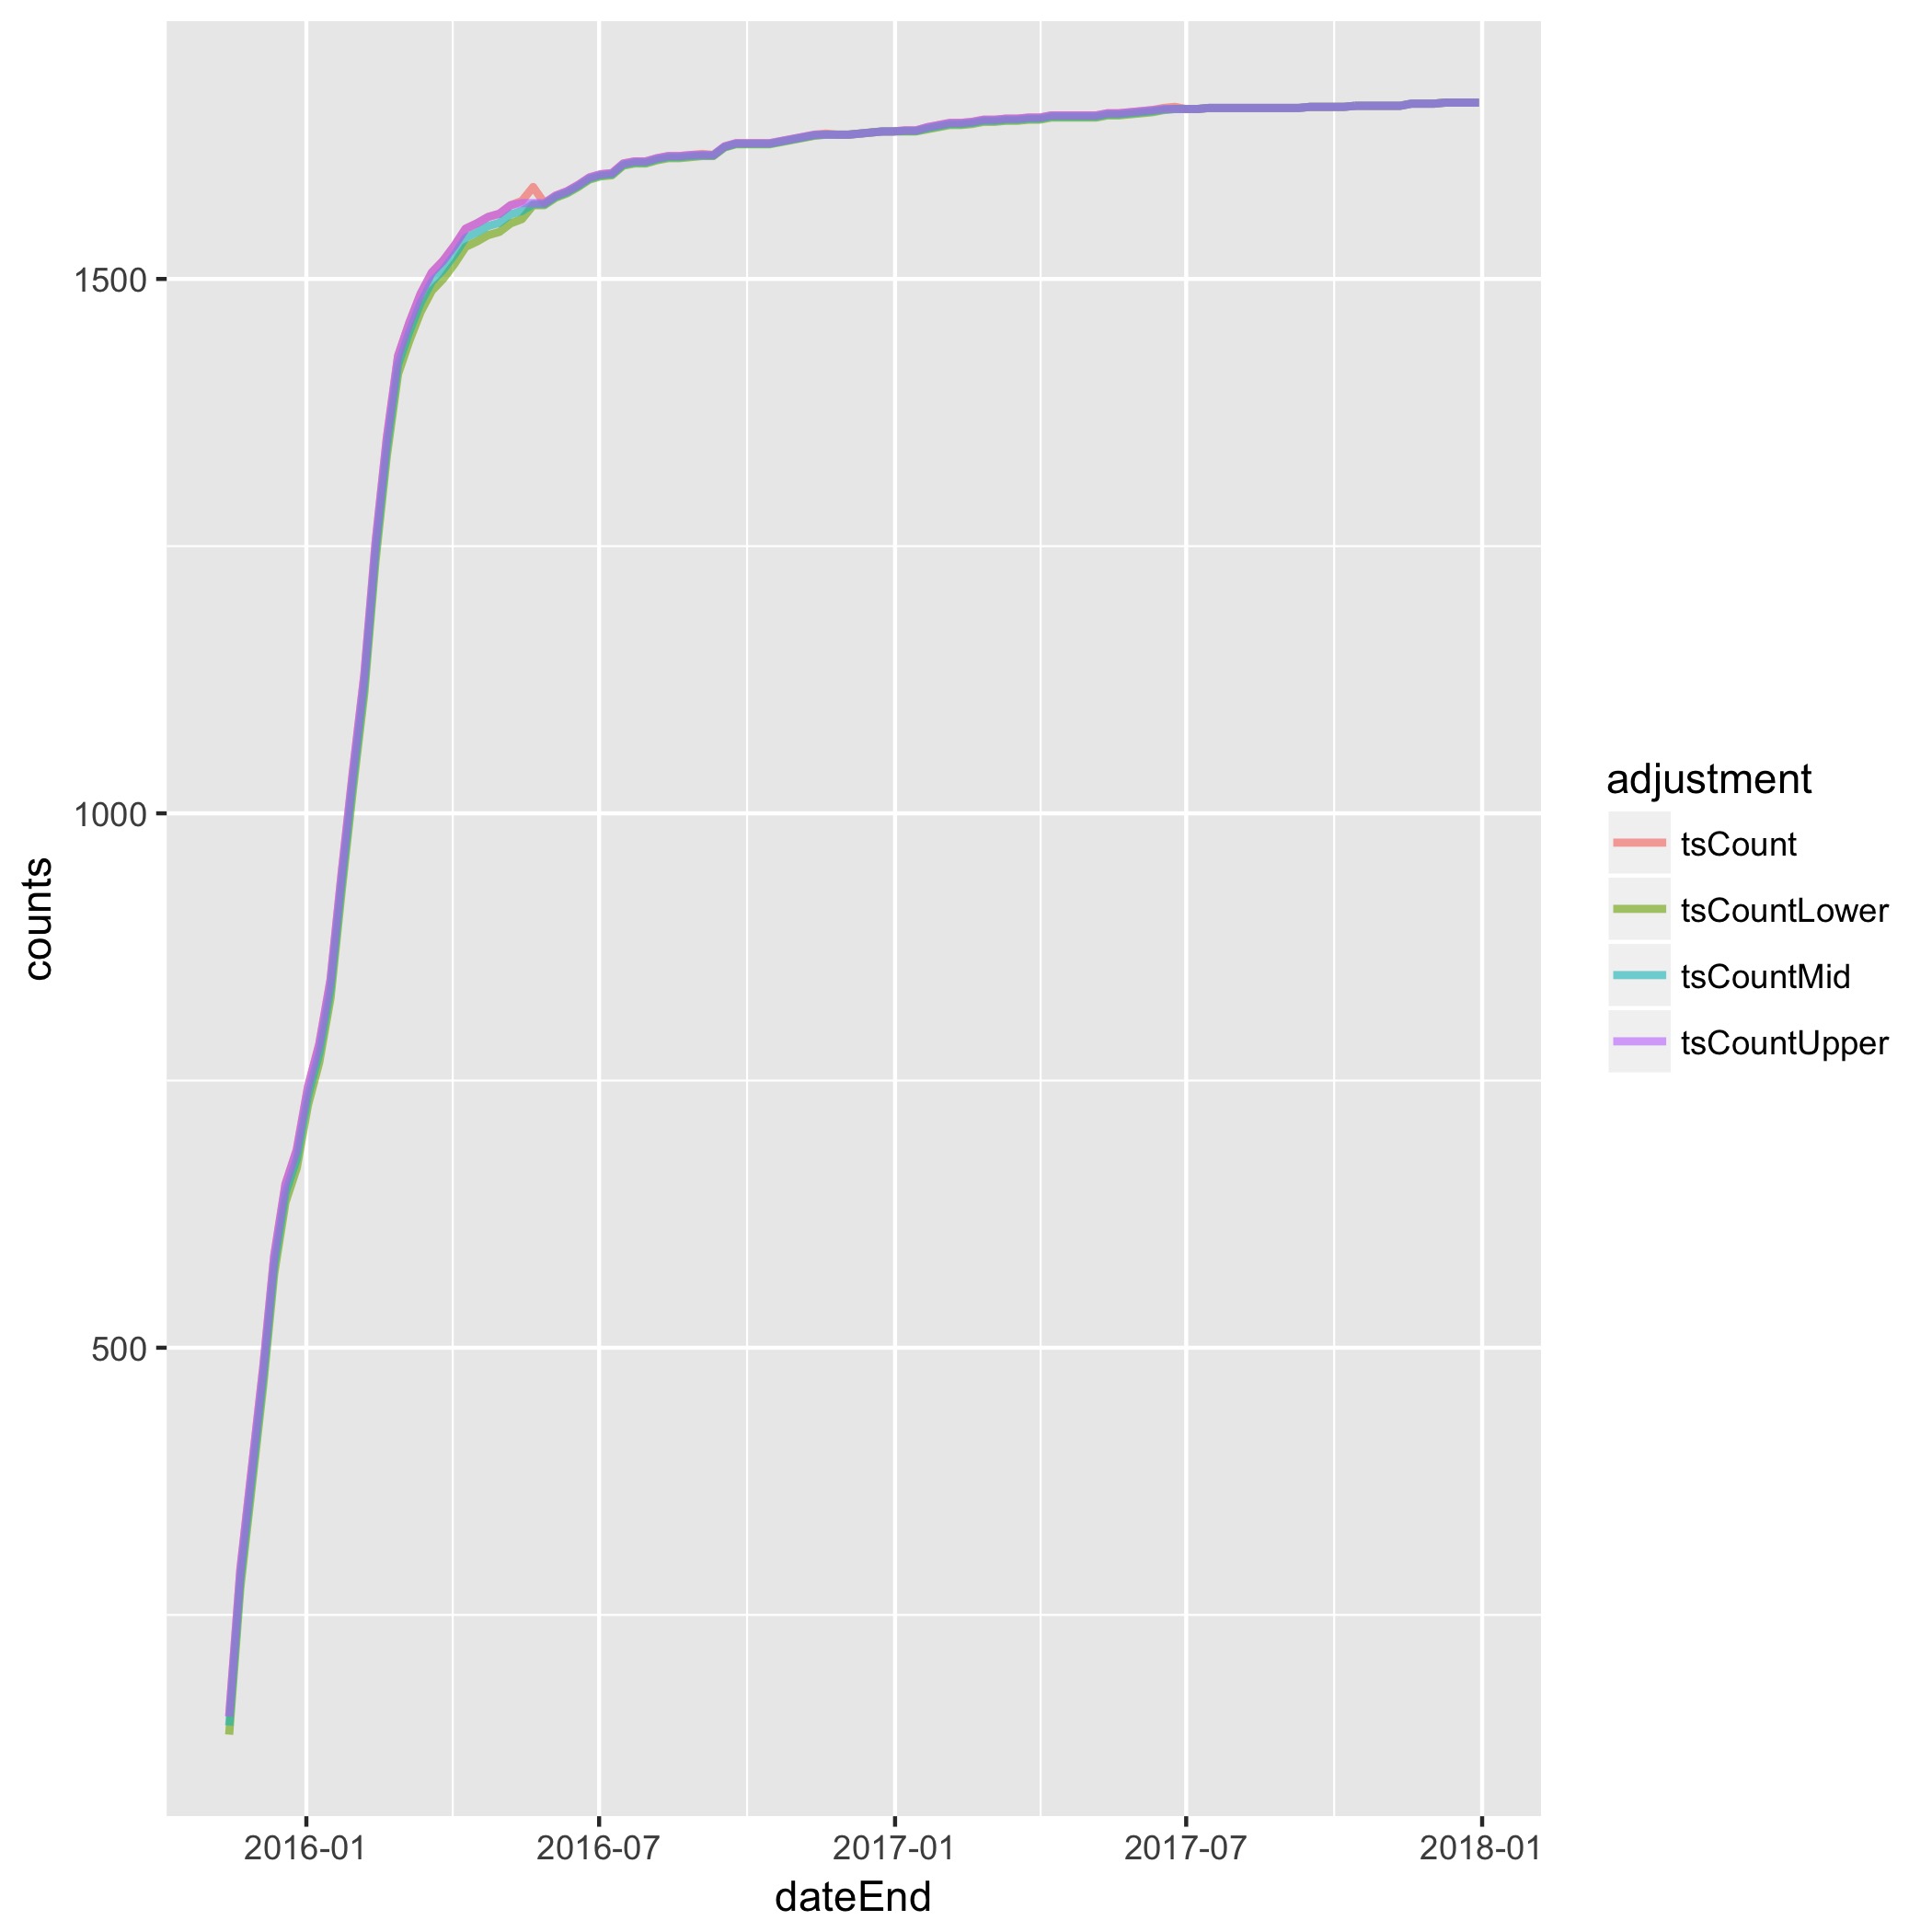 counts
1500
1000
500
2016-01
2016-07
2017-01
2017-07
2018-01
dateEnd
adjustment
tsCount
tsCountLower
tsCountMid
tsCountUpper